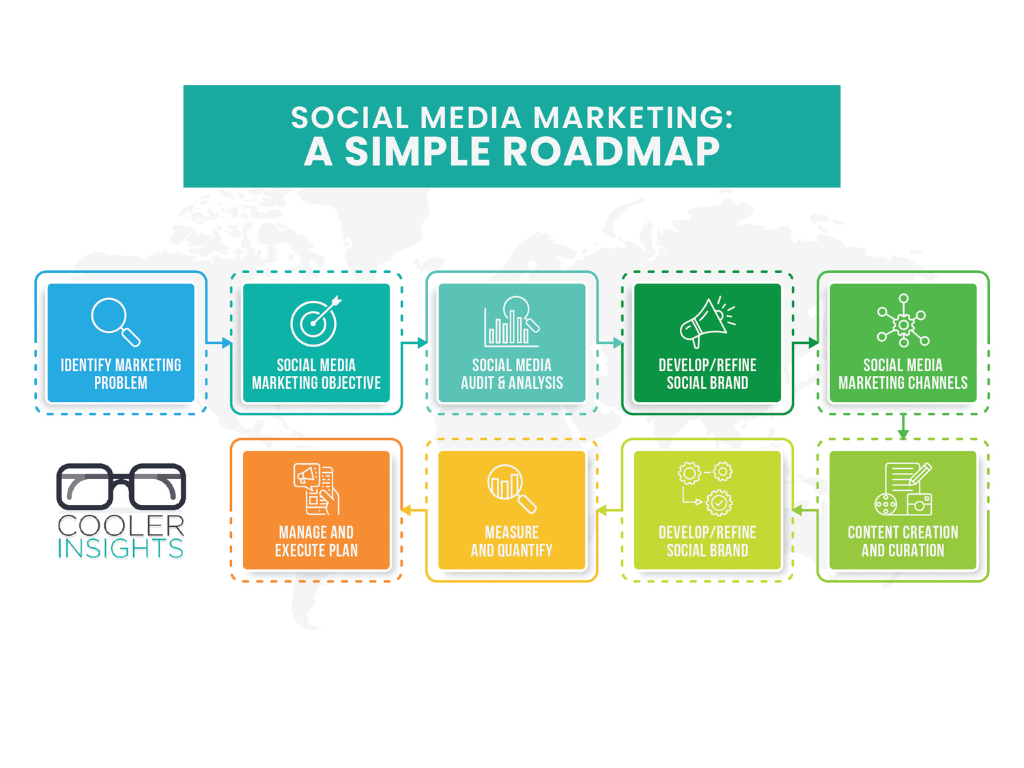 SOCIAL MEDIA MARKETING:
A SIMPLE ROADMAP
IDENTIFY MARKETING
PROBLEM
SOCIAL MEDIA
MARKETING OBJECTIVE
SOCIAL MEDIA
AUDIT & ANALYSIS
DEVELOP/REFINE
SOCIAL BRAND
SOCIAL MEDIA
MARKETING CHANNELS
CONTENT CREATION
AND CURATION
DEVELOP/REFINE
SOCIAL BRAND
MEASURE
AND QUANTIFY
MANAGE AND
EXECUTE PLAN
COOLER
INSIGHTS